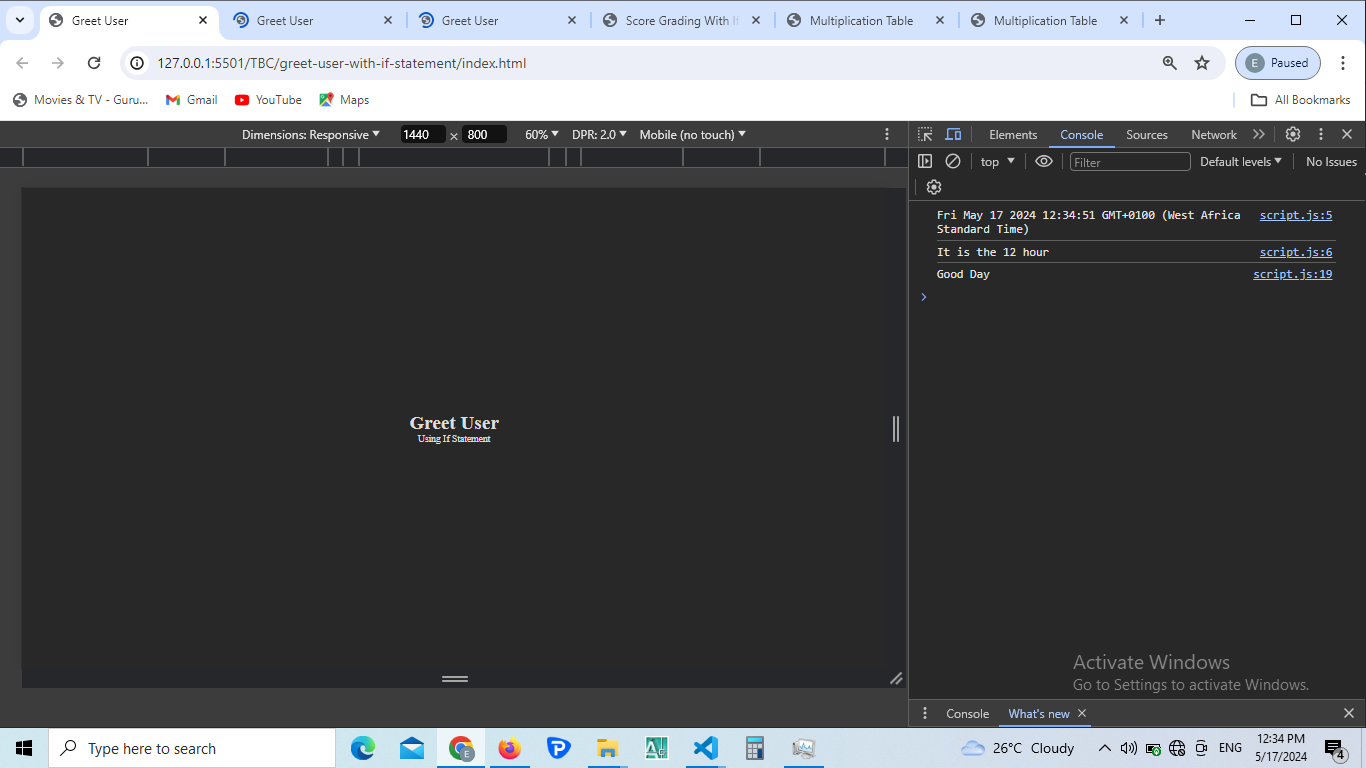 Greet User
Greet User
Greet User
Score Grading With I
Multiplication Table
Multiplication Table
127.0.0.1:5501/TBC/greet-user-with-if-statement/index.html
E Paused
Movies & TV - Guru...
Gmail
YouTube
Maps
All Bookmarks
Dimensions: Responsive 1440 × 800 60% DPR: 2.0 Mobile (no touch)
Elements Console Sources Network
top Filter Default levels No Issues
Fri May 17 2024 12:34:51 GMT+0100 (West Africa script.js:5
Standard Time)
It is the 12 hour script.js:6
Good Day script.js:19
Greet User
Using If Statement
Activate Windows
Go to Settings to activate Windows.
Console What's new
Type here to search
26°C Cloudy
ENG
12:34 PM
5/17/2024
4